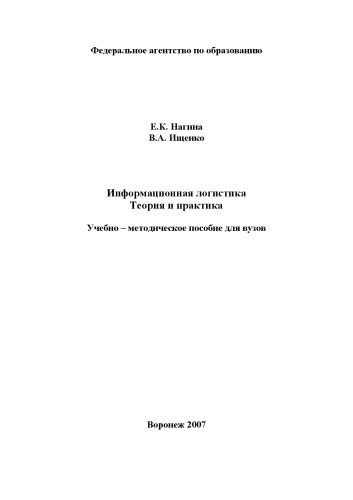 Федеральное агентство по образованию
Е.К. Нагина
В.А. Ищенко
Информационная логистика
Теория и практика
Учебно – методическое пособие для вузов
Воронеж 2007